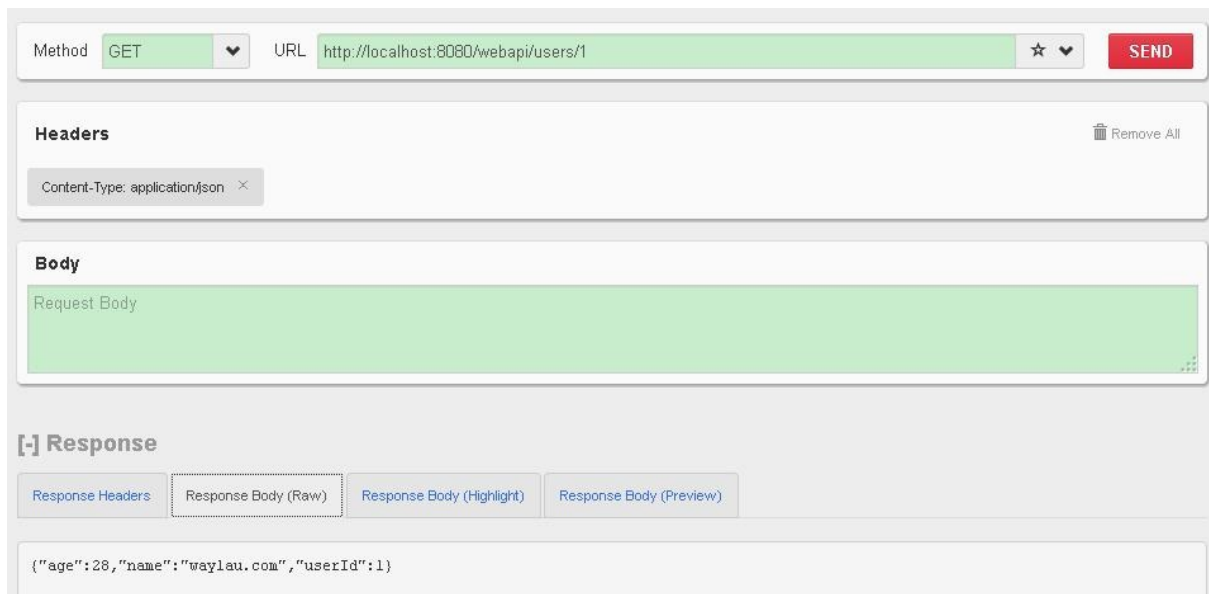 Method GET URL http://localhost:8080/webapi/users/1 SEND
Headers Remove All
Content-Type: application/json ×
Body
Request Body
[-] Response
Response Headers Response Body (Raw) Response Body (Highlight) Response Body (Preview)
{"age":28,"name":"waylau.com","userId":1}